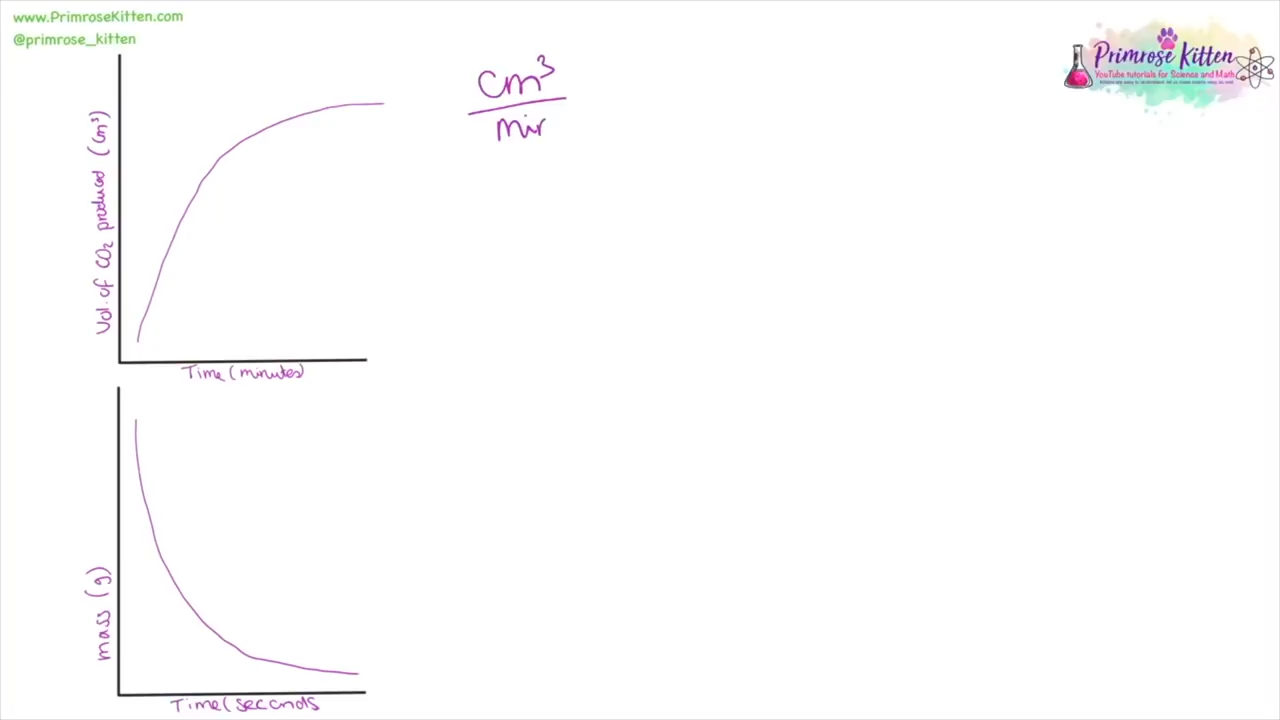 www.PrimroseKitten.com
@primrose_kitten
Primrose Kitten
YouTube tutorials for Science and Math
Vol. of CO₂ produced (cm³)
Time (minutes)
cm³
min
mass (g)
Time (seconds